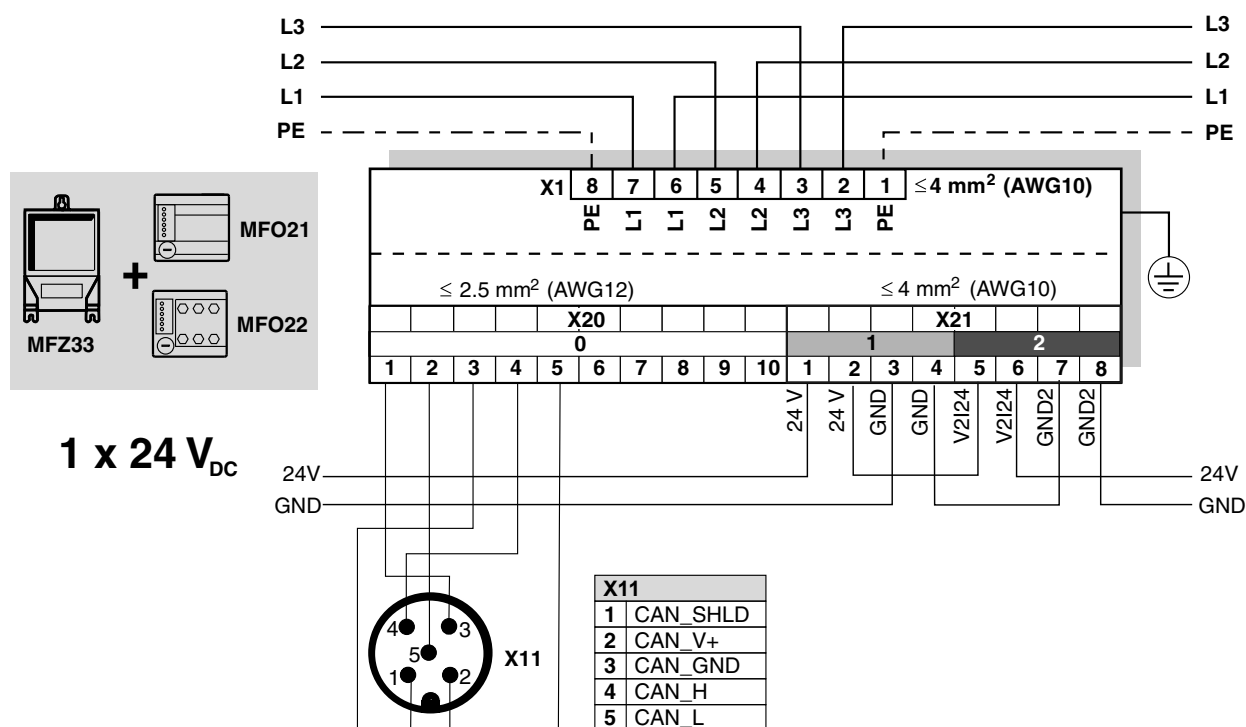 L3 L3
L2 L2
L1 L1
PE PE
X1 8 7 6 5 4 3 2 1 ≤4 mm² (AWG10)
PE L1 L1 L2 L2 L3 L3 PE
MFO21
+
MFO22
MFZ33
≤ 2.5 mm² (AWG12) ≤ 4 mm² (AWG10)
X20 X21
0 1 2
1 2 3 4 5 6 7 8 9 10 1 2 3 4 5 6 7 8
24 V 24 V GND GND V2I24 V2I24 GND2 GND2
1 x 24 V_DC
24V 24V
GND GND
4 3
5
1 2
X11
X11
1 CAN_SHLD
2 CAN_V+
3 CAN_GND
4 CAN_H
5 CAN_L